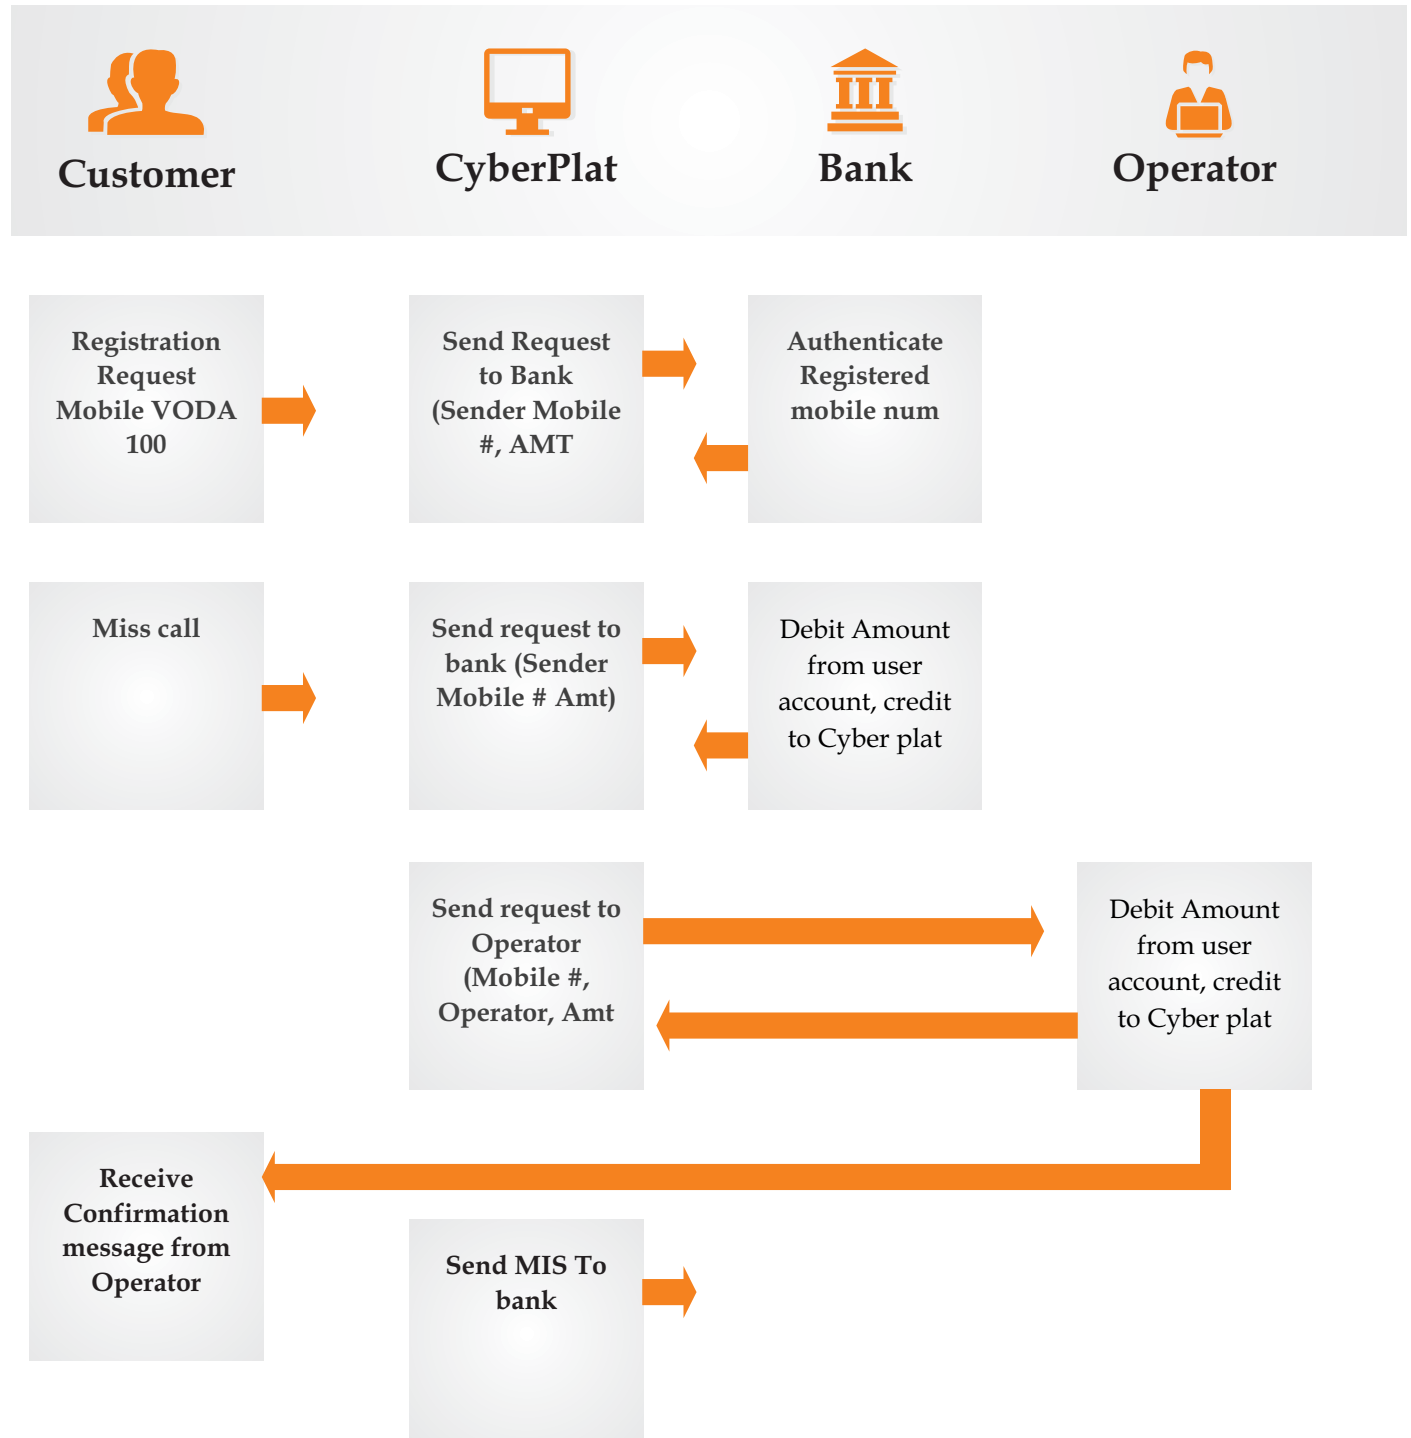 Customer
CyberPlat
Bank
Operator
Registration
Request
Mobile VODA
100
Send Request
to Bank
(Sender Mobile
#, AMT
Authenticate
Registered
mobile num
Miss call
Send request to
bank (Sender
Mobile # Amt)
Debit Amount
from user
account, credit
to Cyber plat
Send request to
Operator
(Mobile #,
Operator, Amt
Debit Amount
from user
account, credit
to Cyber plat
Receive
Confirmation
message from
Operator
Send MIS To
bank